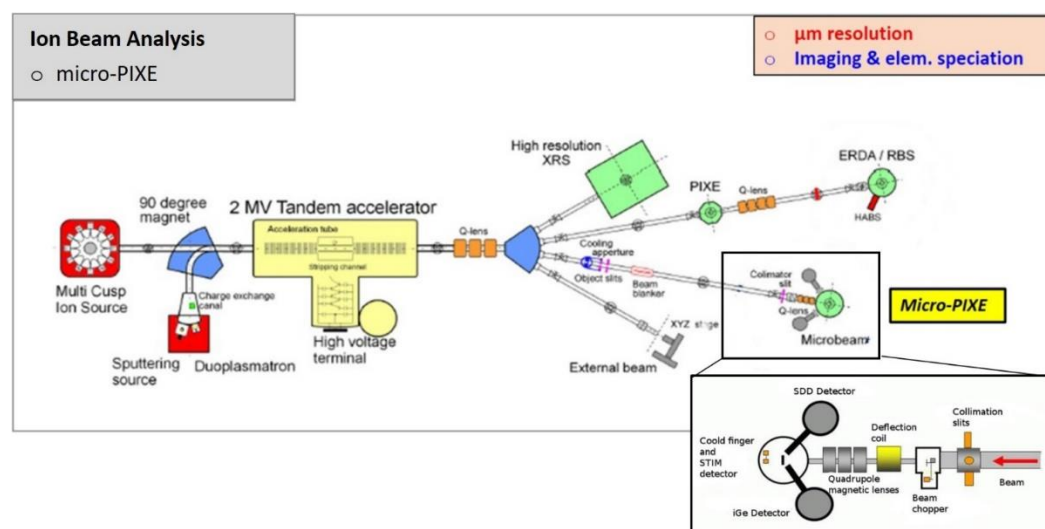 Ion Beam Analysis
o micro-PIXE
o µm resolution
o Imaging & elem. speciation
High resolution
XRS
ERDA / RBS
PIXE
Q-lens
HABS
90 degree
magnet
2 MV Tandem accelerator
Acceleration tube
Stripping channel
Q-lens
Cooling
apperture
Object slits
Beam
blanker
Colimator
slit
Q-lens
Microbeam
Micro-PIXE
Multi Cusp
Ion Source
Charge exchange
canal
Sputtering
source
Duoplasmatron
High voltage
terminal
XYZ stage
External beam
SDD Detector
Collimation
slits
Deflection
coil
Coold finger
and
STIM
detector
Quadrupole
magnetic lenses
Beam
chopper
Beam
iGe Detector